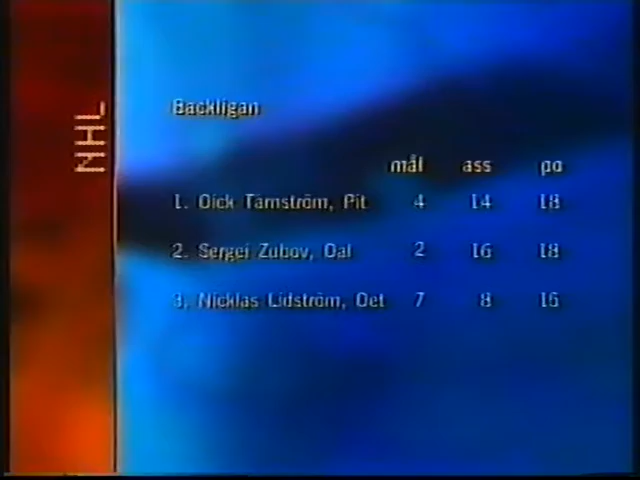 NHL
Backligan
mål ass po
1. Dick Tärnström, Pit 4 14 18
2. Sergei Zubov, Dal 2 16 18
3. Nicklas Lidström, Det 7 8 15